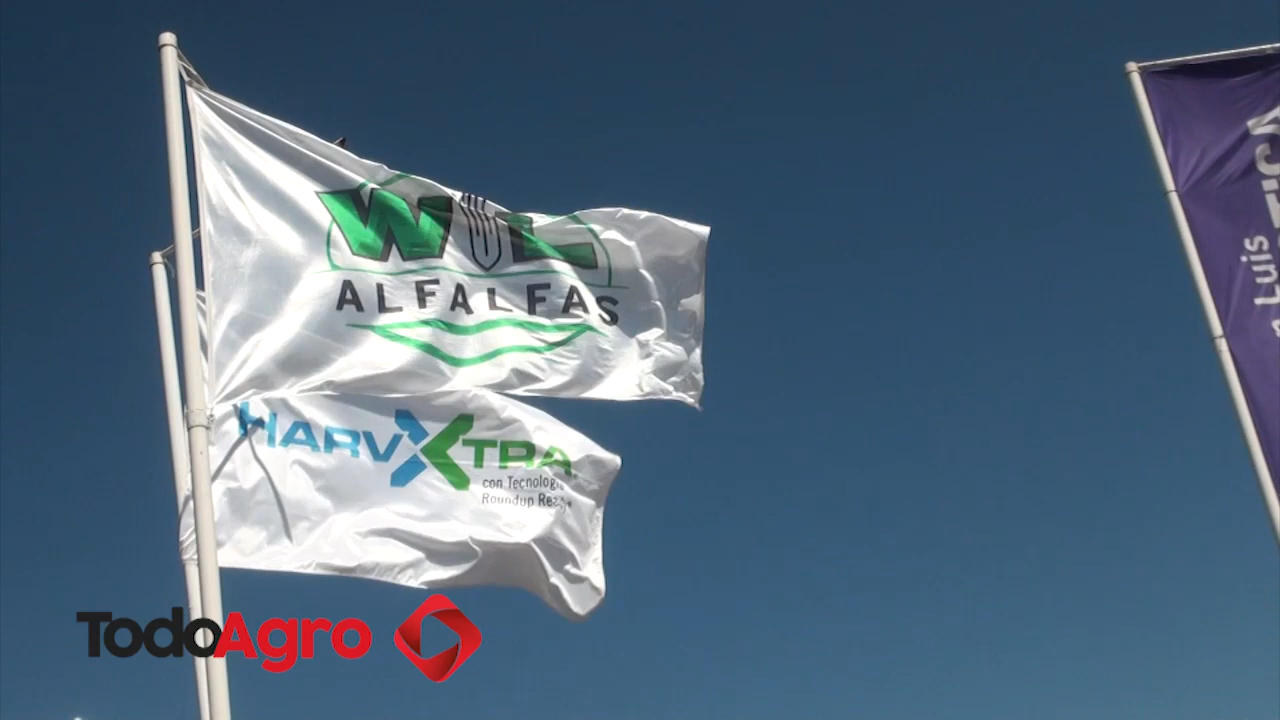 WL
ALFALFAS
HARVXTRA
con Tecnología
Roundup Ready
Luis
TodoAgro